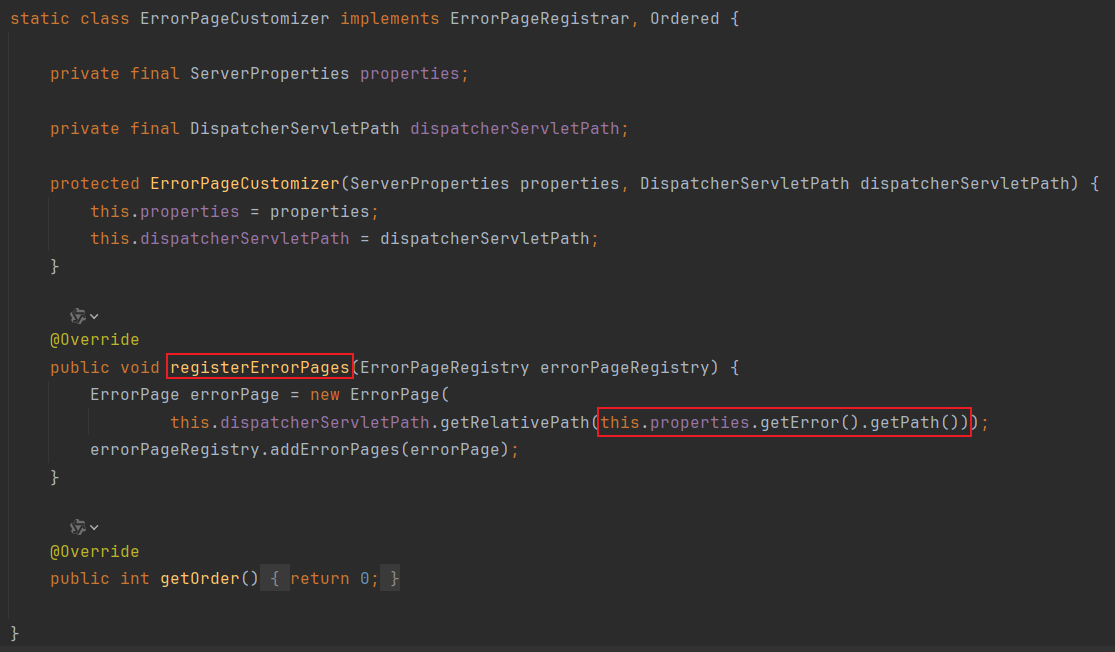 static class ErrorPageCustomizer implements ErrorPageRegistrar, Ordered {
private final ServerProperties properties;
private final DispatcherServletPath dispatcherServletPath;
protected ErrorPageCustomizer(ServerProperties properties, DispatcherServletPath dispatcherServletPath) {
this.properties = properties;
this.dispatcherServletPath = dispatcherServletPath;
}
@Override
public void registerErrorPages(ErrorPageRegistry errorPageRegistry) {
ErrorPage errorPage = new ErrorPage(
this.dispatcherServletPath.getRelativePath(this.properties.getError().getPath()));
errorPageRegistry.addErrorPages(errorPage);
}
@Override
public int getOrder() { return 0; }
}